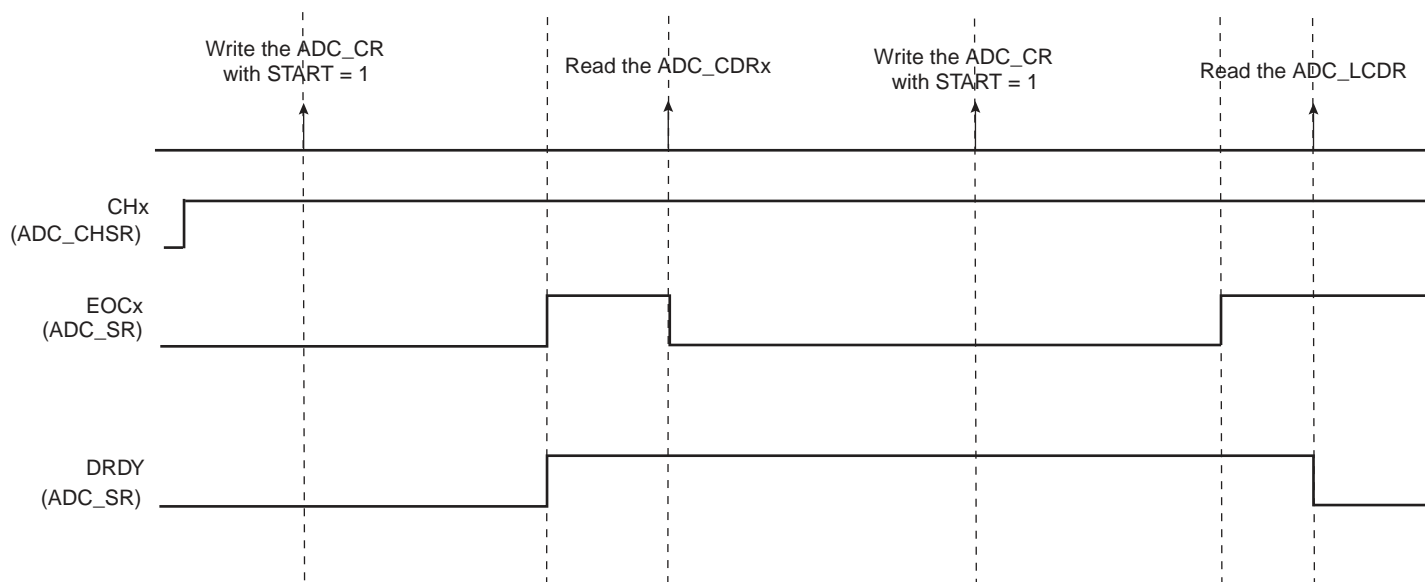 Write the ADC_CR
with START = 1
Read the ADC_CDRx
Write the ADC_CR
with START = 1
Read the ADC_LCDR
CHx
(ADC_CHSR)
EOCx
(ADC_SR)
DRDY
(ADC_SR)